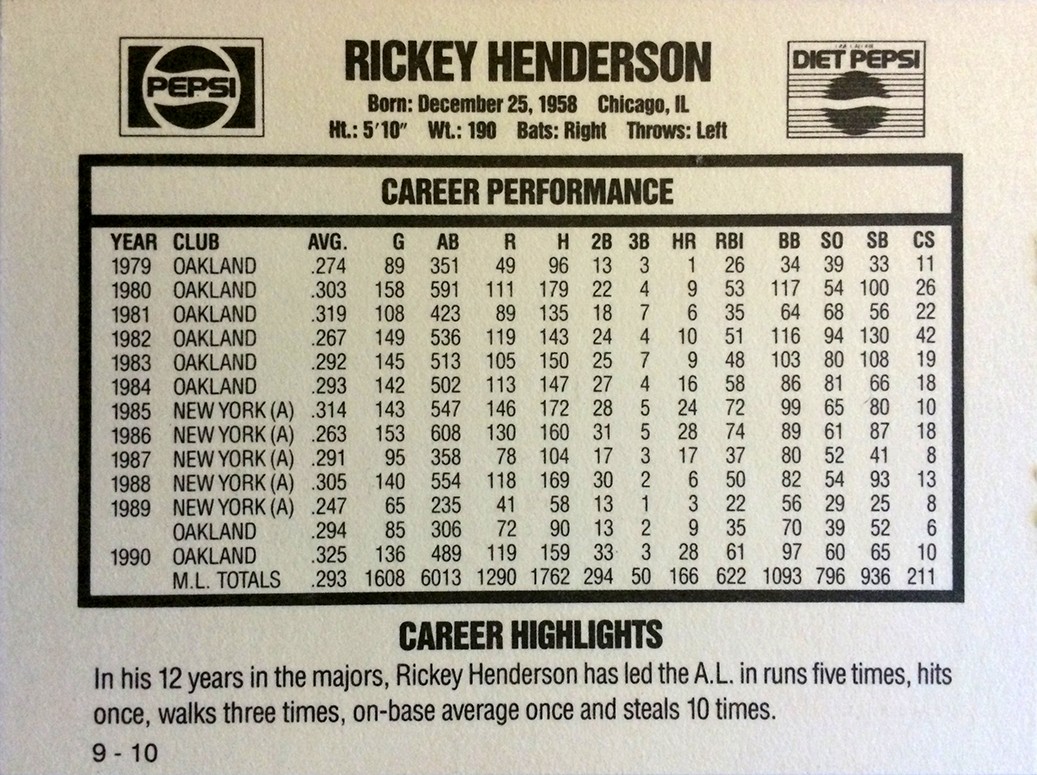 PEPSI
RICKEY HENDERSON
DIET PEPSI
Born: December 25, 1958 Chicago, IL
Ht.: 5'10" Wt.: 190 Bats: Right Throws: Left
CAREER PERFORMANCE
YEAR CLUB AVG. G AB R H 2B 3B HR RBI BB SO SB CS
1979 OAKLAND .274 89 351 49 96 13 3 1 26 34 39 33 11
1980 OAKLAND .303 158 591 111 179 22 4 9 53 117 54 100 26
1981 OAKLAND .319 108 423 89 135 18 7 6 35 64 68 56 22
1982 OAKLAND .267 149 536 119 143 24 4 10 51 116 94 130 42
1983 OAKLAND .292 145 513 105 150 25 7 9 48 103 80 108 19
1984 OAKLAND .293 142 502 113 147 27 4 16 58 86 81 66 18
1985 NEW YORK (A) .314 143 547 146 172 28 5 24 72 99 65 80 10
1986 NEW YORK (A) .263 153 608 130 160 31 5 28 74 89 61 87 18
1987 NEW YORK (A) .291 95 358 78 104 17 3 17 37 80 52 41 8
1988 NEW YORK (A) .305 140 554 118 169 30 2 6 50 82 54 93 13
1989 NEW YORK (A) .247 65 235 41 58 13 1 3 22 56 29 25 8
OAKLAND .294 85 306 72 90 13 2 9 35 70 39 52 6
1990 OAKLAND .325 136 489 119 159 33 3 28 61 97 60 65 10
M.L. TOTALS .293 1608 6013 1290 1762 294 50 166 622 1093 796 936 211
CAREER HIGHLIGHTS
In his 12 years in the majors, Rickey Henderson has led the A.L. in runs five times, hits
once, walks three times, on-base average once and steals 10 times.
9 - 10